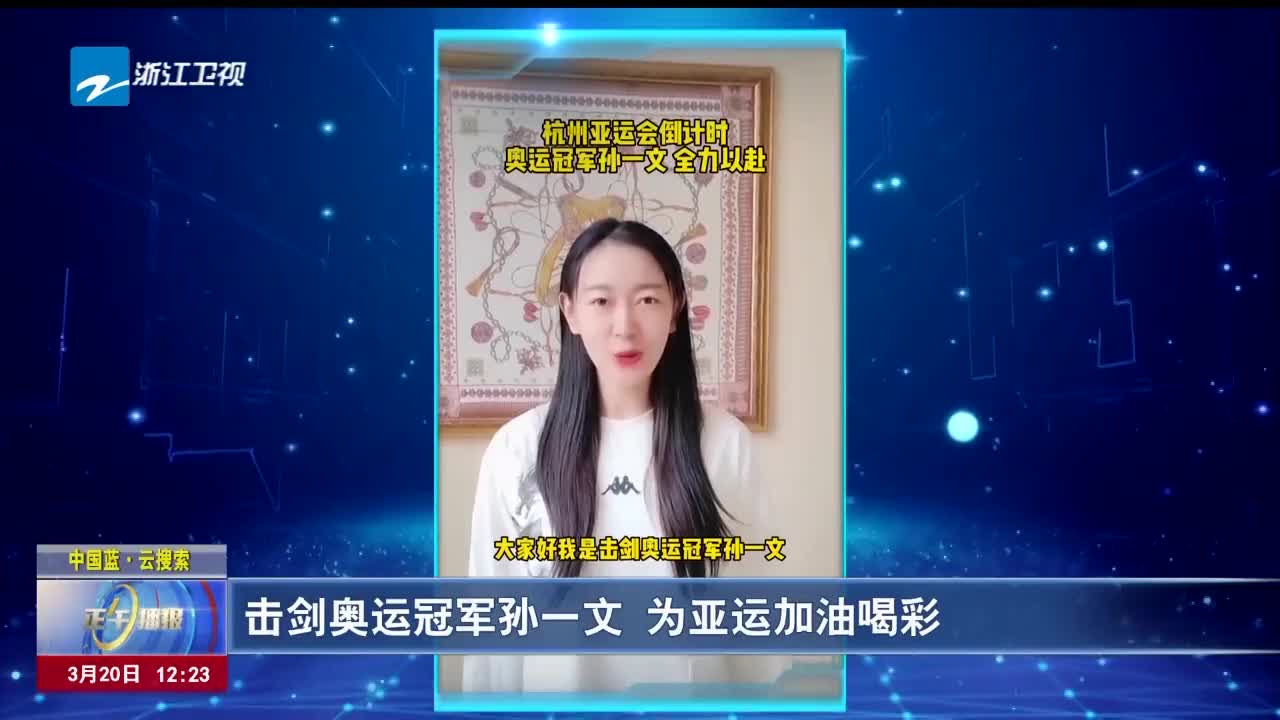 浙江卫视
杭州亚运会倒计时
奥运冠军孙一文 全力以赴
大家好我是击剑奥运冠军孙一文
中国蓝·云搜索
正午播报
击剑奥运冠军孙一文 为亚运加油喝彩
3月20日 12:23